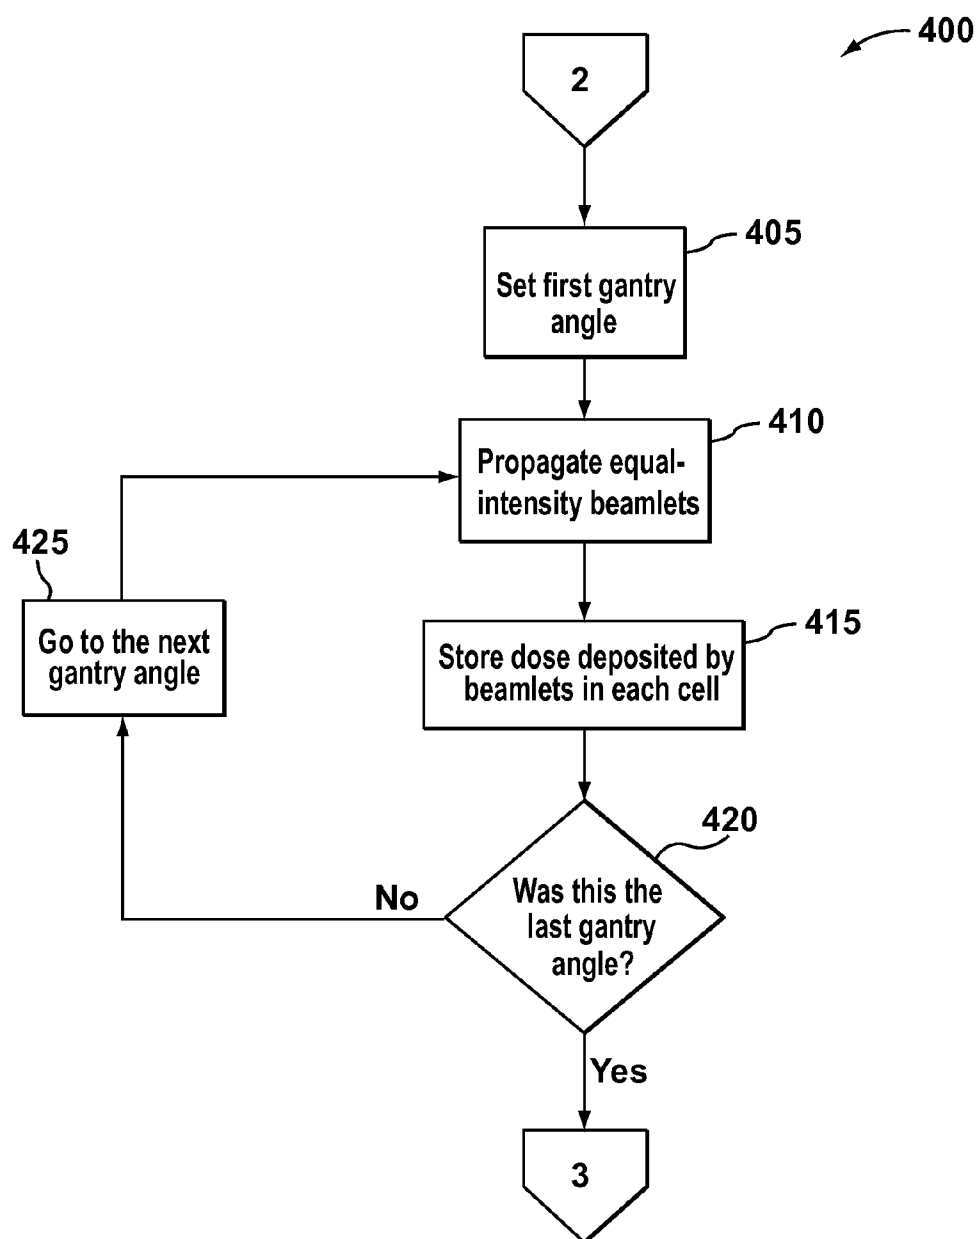 400
2
405
Set first gantry
angle
410
Propagate equal-
intensity beamlets
425
Go to the next
gantry angle
415
Store dose deposited by
beamlets in each cell
420
Was this the
last gantry
angle?
No
Yes
3